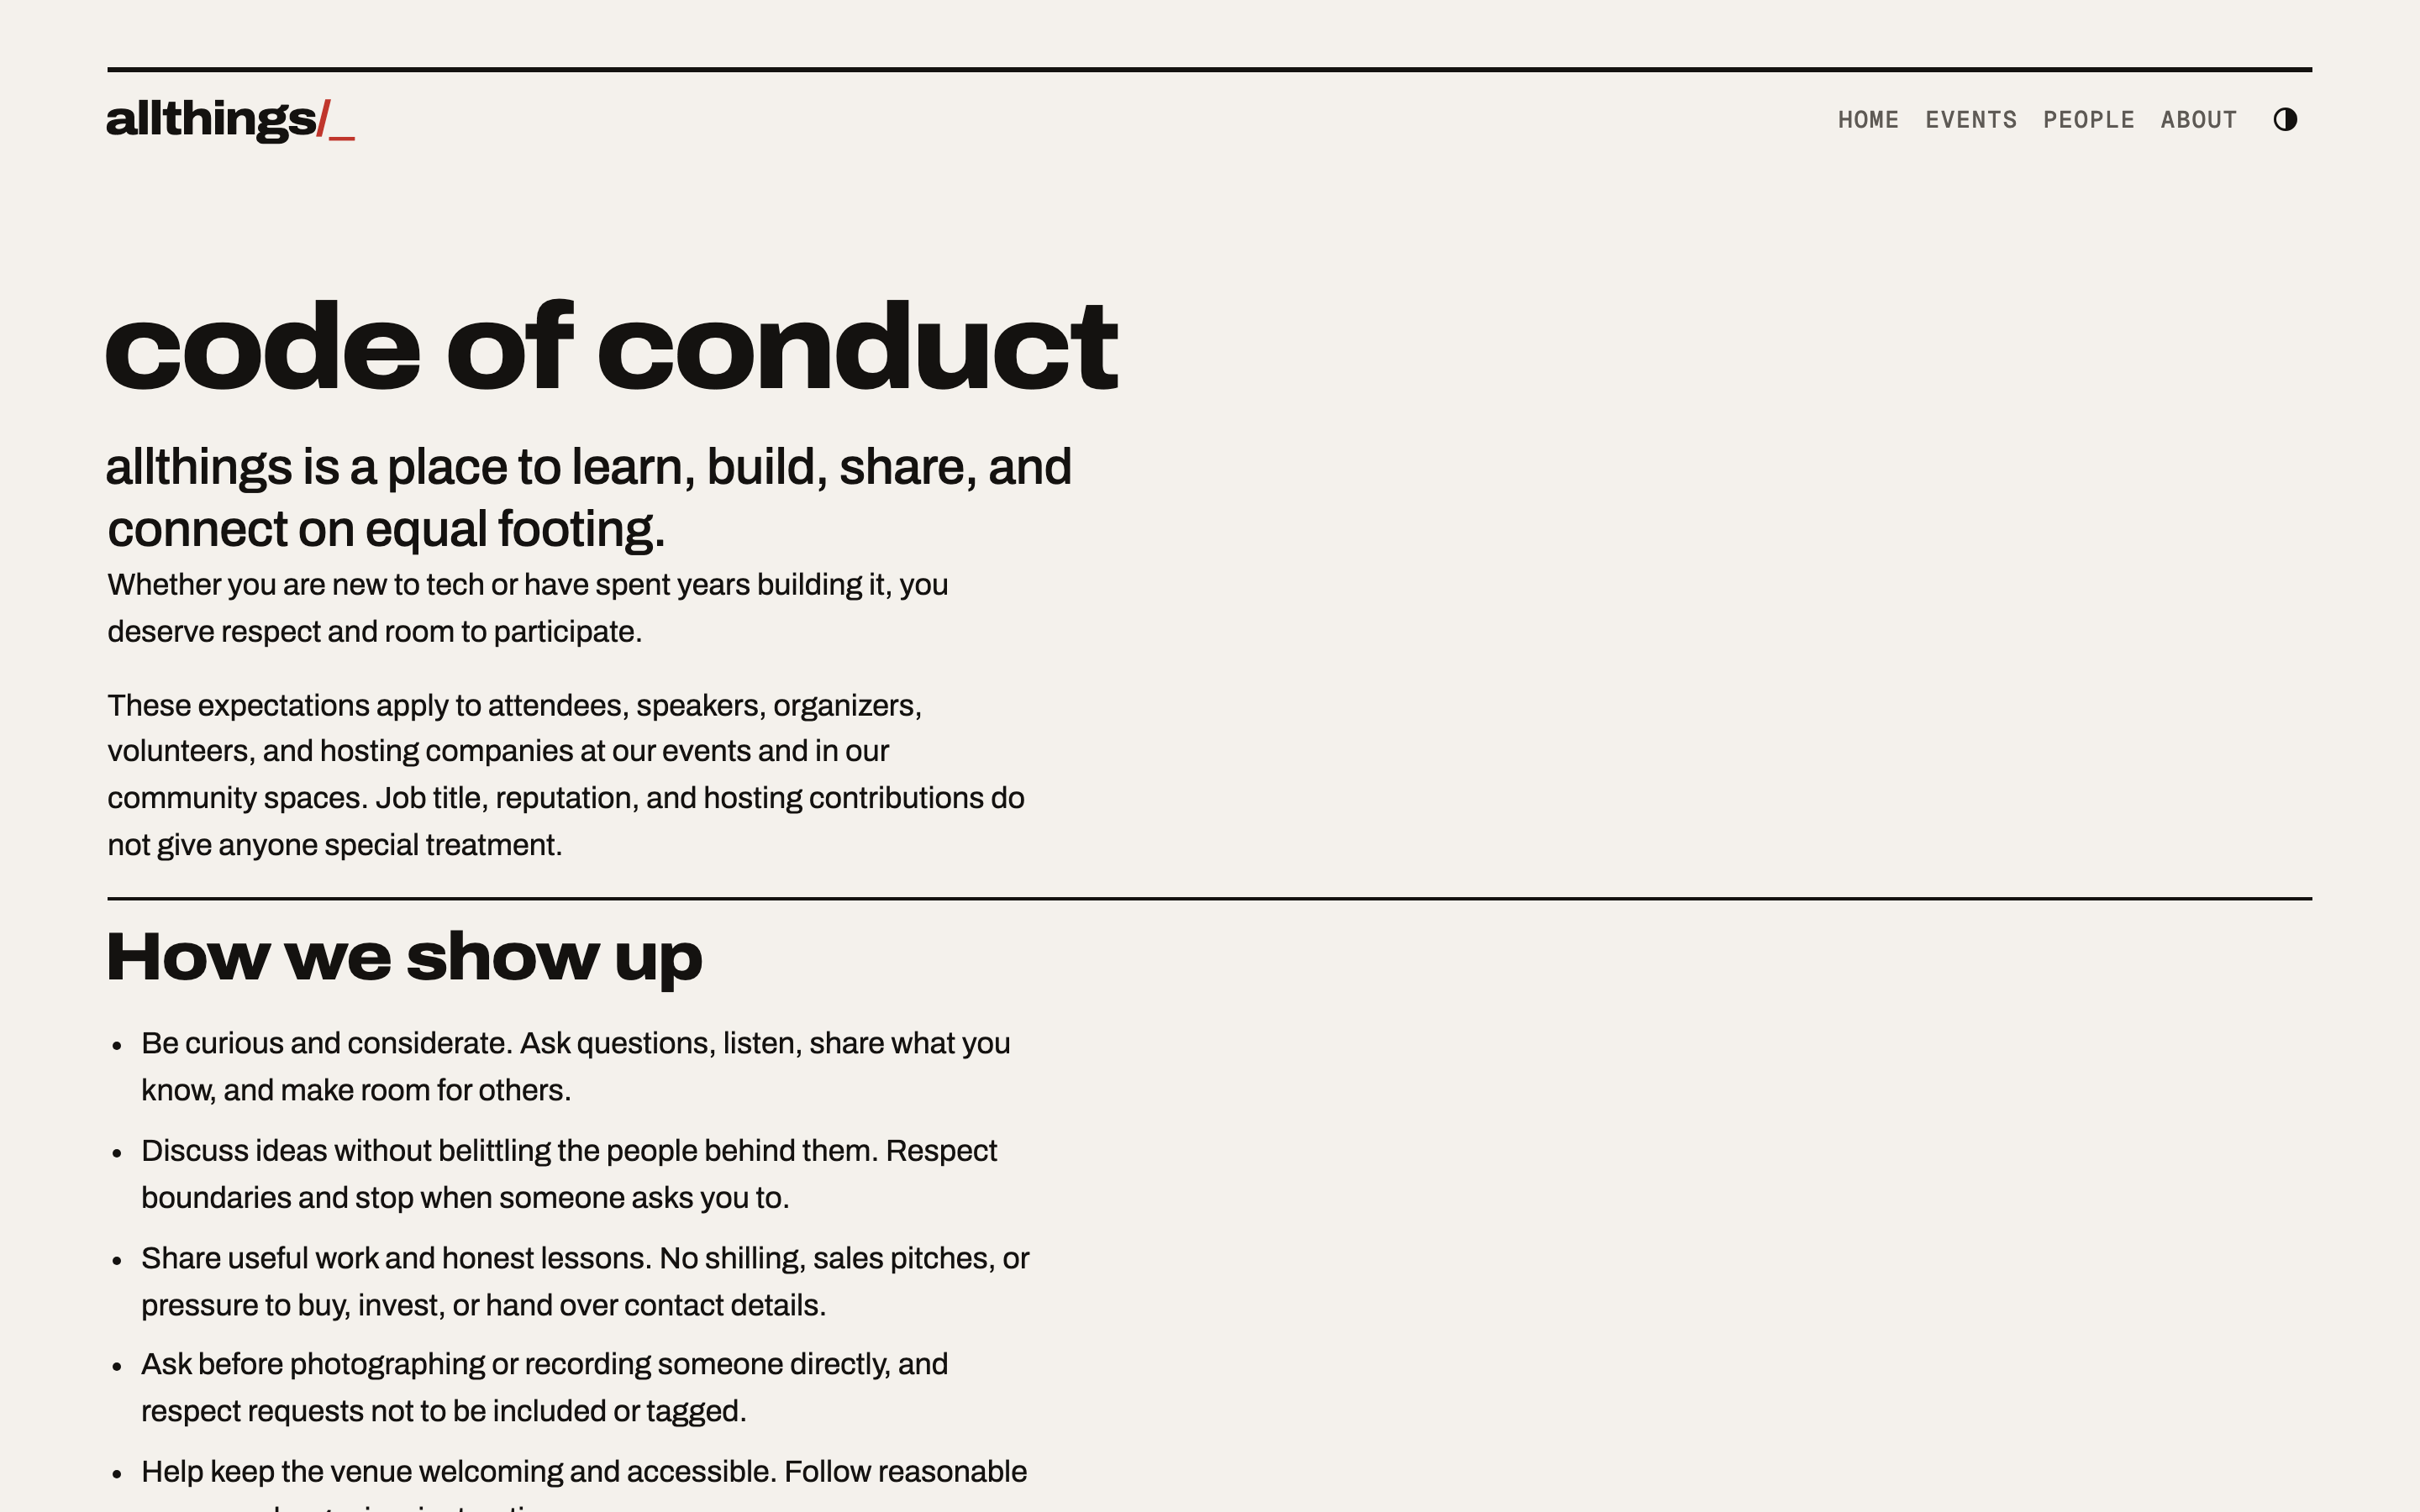 allthings/_
HOME EVENTS PEOPLE ABOUT
code of conduct
allthings is a place to learn, build, share, and
connect on equal footing.
Whether you are new to tech or have spent years building it, you
deserve respect and room to participate.
These expectations apply to attendees, speakers, organizers,
volunteers, and hosting companies at our events and in our
community spaces. Job title, reputation, and hosting contributions do
not give anyone special treatment.
How we show up
• Be curious and considerate. Ask questions, listen, share what you
know, and make room for others.
• Discuss ideas without belittling the people behind them. Respect
boundaries and stop when someone asks you to.
• Share useful work and honest lessons. No shilling, sales pitches, or
pressure to buy, invest, or hand over contact details.
• Ask before photographing or recording someone directly, and
respect requests not to be included or tagged.
• Help keep the venue welcoming and accessible. Follow reasonable